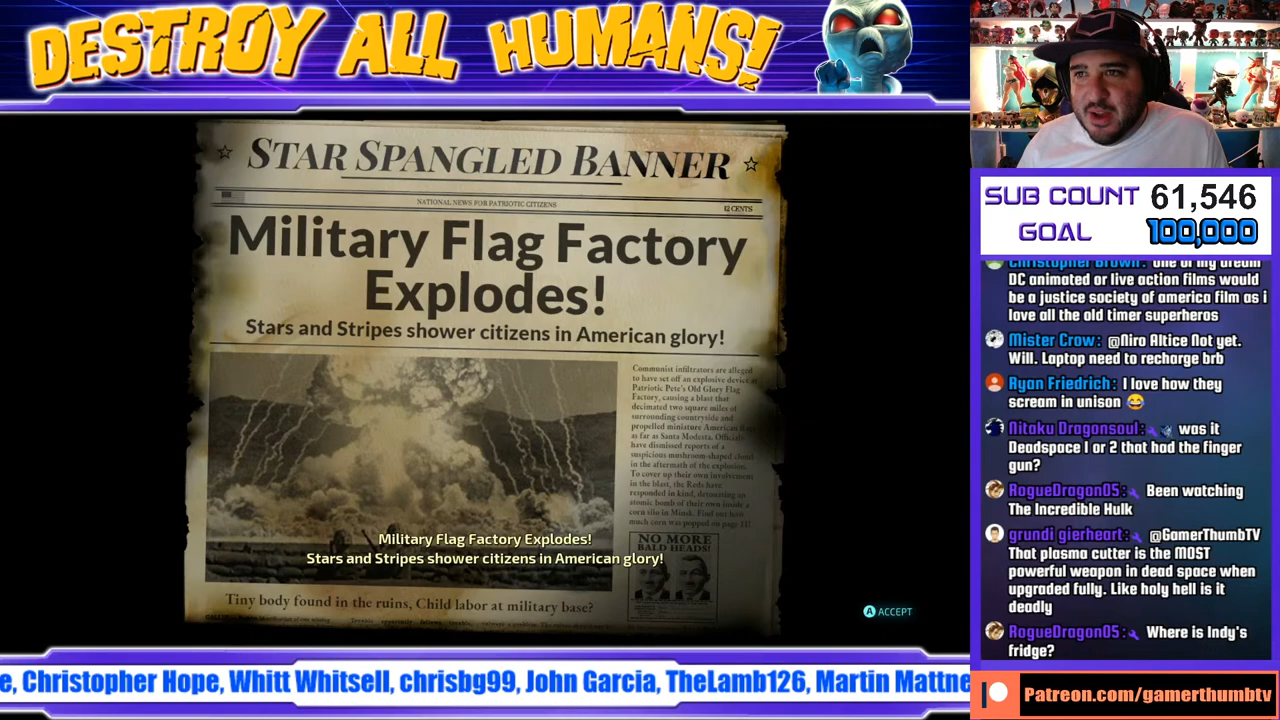 DESTROY ALL HUMANS!
STAR SPANGLED BANNER
NATIONAL NEWS FOR PATRIOTIC CITIZENS
12 CENTS
Military Flag Factory
Explodes!
Stars and Stripes shower citizens in American glory!
Communist infiltrators are alleged
to have set off an explosive device at
Patriotic Pete's Old Glory Flag
Factory, causing a blast that
decimated two square miles of
surrounding countryside and
propelled miniature American
as far as Santa Modesta. Officials
have dismissed reports of a
suspicious mushroom-shaped cloud
in the aftermath of the explosion.
To cover up their own involvement
in the blast, the Reds have
responded in kind, detonating an
atomic bomb of their own inside a
corn silo in Minsk. Find out how
much corn was popped on page 11!
Military Flag Factory Explodes!
Stars and Stripes shower citizens in American glory!
NO MORE
BALD HEADS!
Tiny body found in the ruins, Child labor at military base?
A ACCEPT
e, Christopher Hope, Whitt Whitsell, chrisbg99, John Garcia, TheLamb126, Martin Mattne
SUB COUNT 61,546
GOAL 100,000
Christopher Brown: One of my dream
DC animated or live action films would
be a justice society of america film as i
love all the old timer superheros
Mister Crow: @Niro Altice Not yet.
Will. Laptop need to recharge brb
Ryan Friedrich: I love how they
scream in unison 😂
Nitaku Dragonsoul: was it
Deadspace 1 or 2 that had the finger
gun?
RogueDragon05: Been watching
The Incredible Hulk
grundi gierheart: @GamerThumbTV
That plasma cutter is the MOST
powerful weapon in dead space when
upgraded fully. Like holy hell is it
deadly
RogueDragon05: Where is Indy's
fridge?
Patreon.com/gamerthumbtv